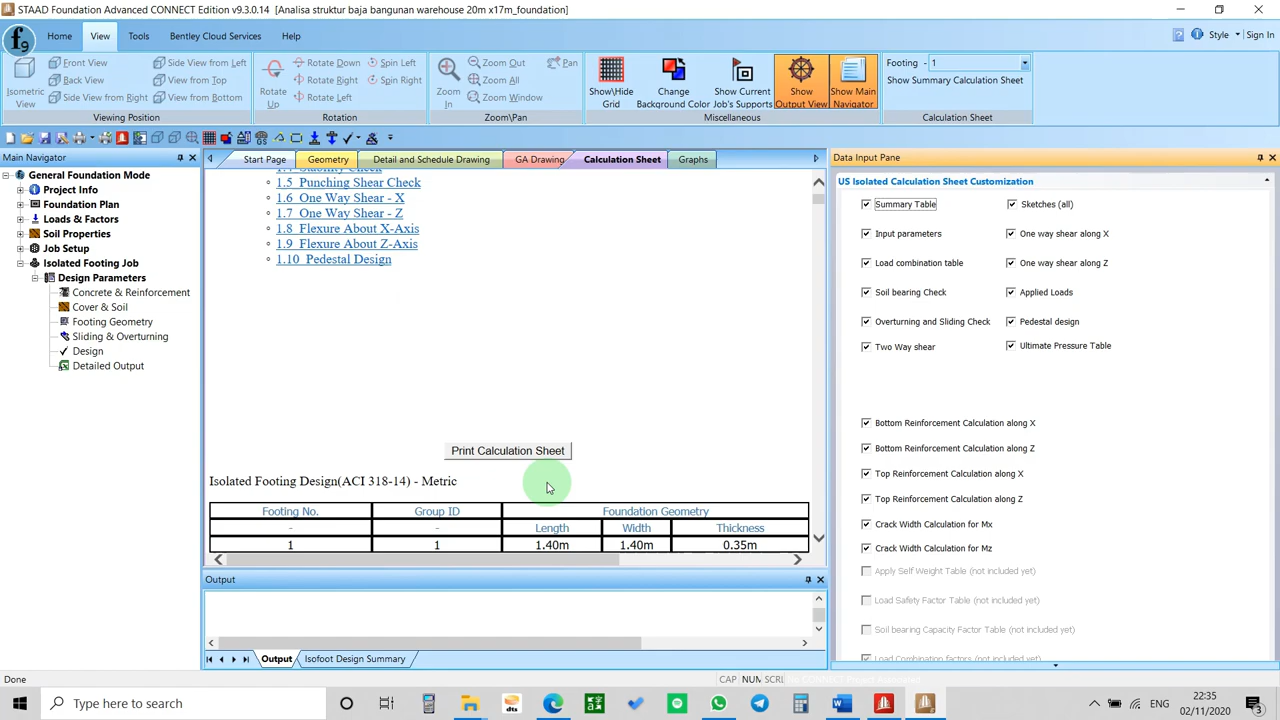 STAAD Foundation Advanced CONNECT Edition v9.3.0.14 [Analisa struktur baja bangunan warehouse 20m x17m_foundation]
Home View Tools Bentley Cloud Services Help
Style Sign In
Isometric View
Front View
Back View
View from Right
Side View from Left
View from Top
View from Bottom
Viewing Position
Rotate Up
Rotate Down
Rotate Right
Rotate Left
Spin Left
Spin Right
Rotation
Zoom In
Zoom Out
Zoom All
Zoom Window
Pan
Zoom\Pan
Show\Hide Grid
Change Background Color
Show Current Job's Supports
Show Output View
Show Main Navigator
Miscellaneous
Footing - 1
Show Summary Calculation Sheet
Calculation Sheet
Main Navigator
General Foundation Mode
Project Info
Foundation Plan
Loads & Factors
Soil Properties
Job Setup
Isolated Footing Job
Design Parameters
Concrete & Reinforcement
Cover & Soil
Footing Geometry
Sliding & Overturning
Design
Detailed Output
Start Page Geometry Detail and Schedule Drawing GA Drawing Calculation Sheet Graphs
1.4 Stability Check
1.5 Punching Shear Check
1.6 One Way Shear - X
1.7 One Way Shear - Z
1.8 Flexure About X-Axis
1.9 Flexure About Z-Axis
1.10 Pedestal Design
Print Calculation Sheet
Isolated Footing Design(ACI 318-14) - Metric
Footing No. Group ID Foundation Geometry
- - Length Width Thickness
1 1 1.40m 1.40m 0.35m
Output
Output Isofoot Design Summary
Data Input Pane
US Isolated Calculation Sheet Customization
Summary Table Sketches (all)
Input parameters One way shear along X
Load combination table One way shear along Z
Soil bearing Check Applied Loads
Overturning and Sliding Check Pedestal design
Two Way shear Ultimate Pressure Table
Bottom Reinforcement Calculation along X
Bottom Reinforcement Calculation along Z
Top Reinforcement Calculation along X
Top Reinforcement Calculation along Z
Crack Width Calculation for Mx
Crack Width Calculation for Mz
Apply Self Weight Table (not included yet)
Load Safety Factor Table (not included yet)
Soil bearing Capacity Factor Table (not included yet)
Load Combination factors (not included yet)
Done CAP NUM SCRL
Type here to search
dts
ENG
22:35
02/11/2020
3